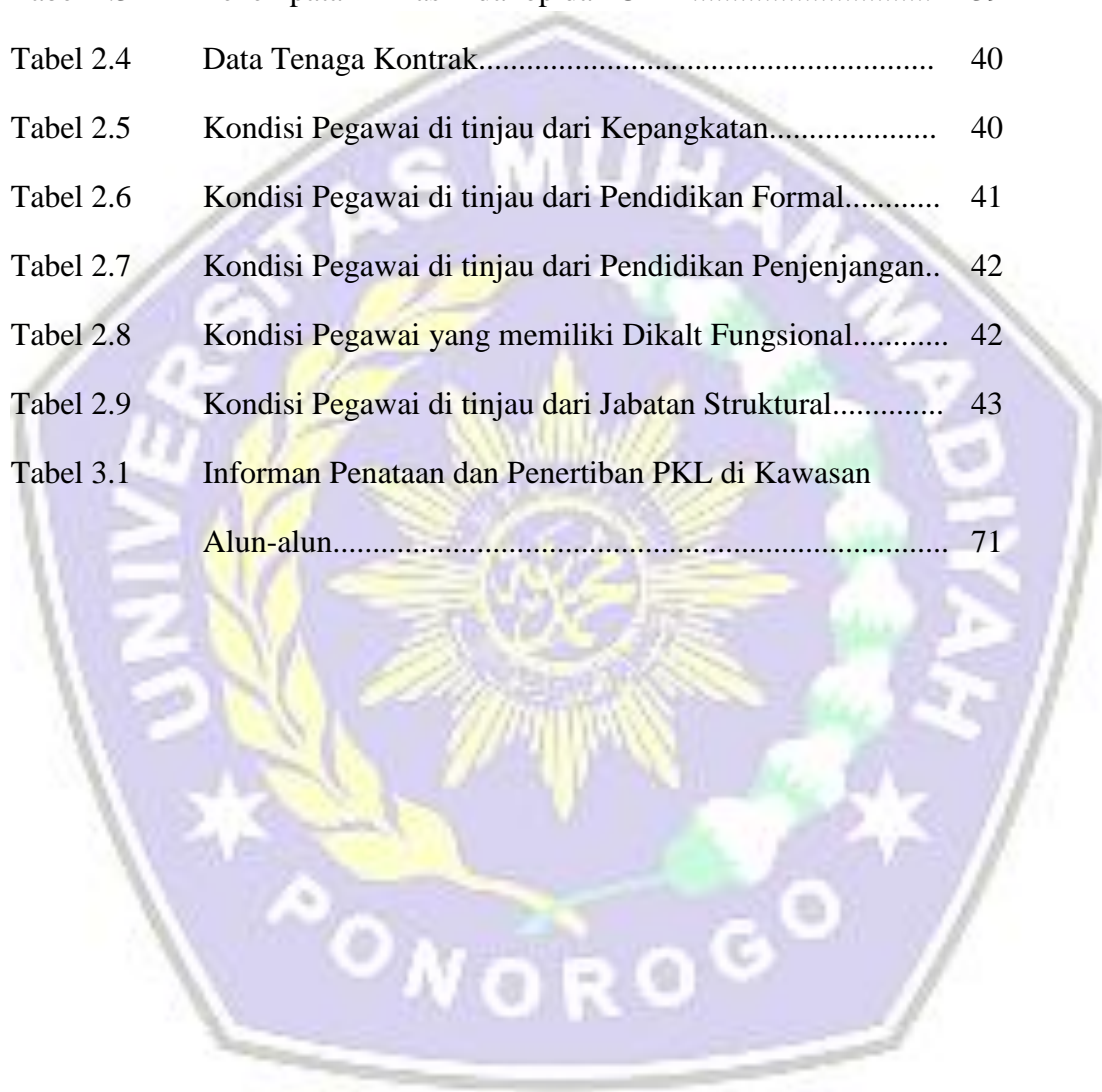 Tabel 2.4 Data Tenaga Kontrak......................................................... 40
Tabel 2.5 Kondisi Pegawai di tinjau dari Kepangkatan..................... 40
Tabel 2.6 Kondisi Pegawai di tinjau dari Pendidikan Formal............ 41
Tabel 2.7 Kondisi Pegawai di tinjau dari Pendidikan Penjenjangan.. 42
Tabel 2.8 Kondisi Pegawai yang memiliki Dikalt Fungsional............ 42
Tabel 2.9 Kondisi Pegawai di tinjau dari Jabatan Struktural.............. 43
Tabel 3.1 Informan Penataan dan Penertiban PKL di Kawasan
Alun-alun............................................................................. 71
UNIVERSITAS MUHAMMADIYAH
PONOROGO